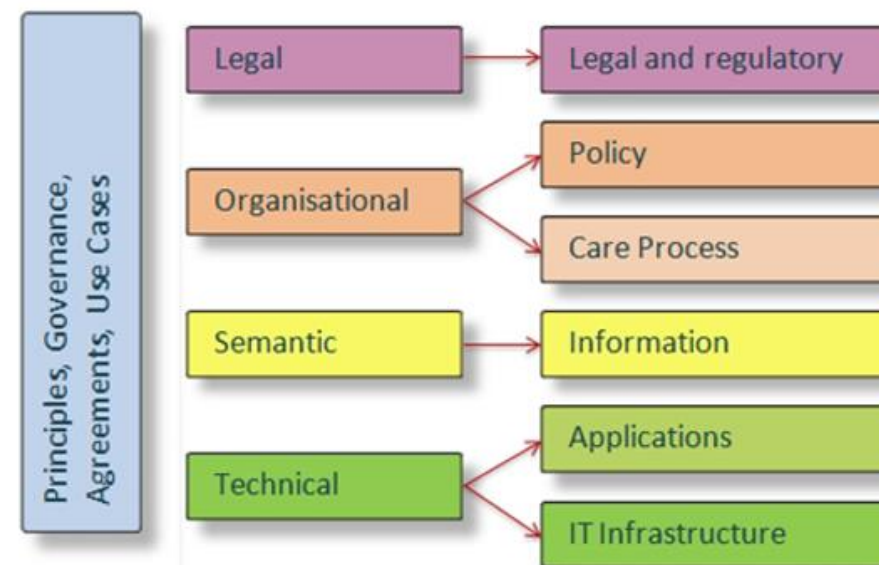 Principles, Governance,
Agreements, Use Cases
Legal
Legal and regulatory
Organisational
Policy
Care Process
Semantic
Information
Technical
Applications
IT Infrastructure